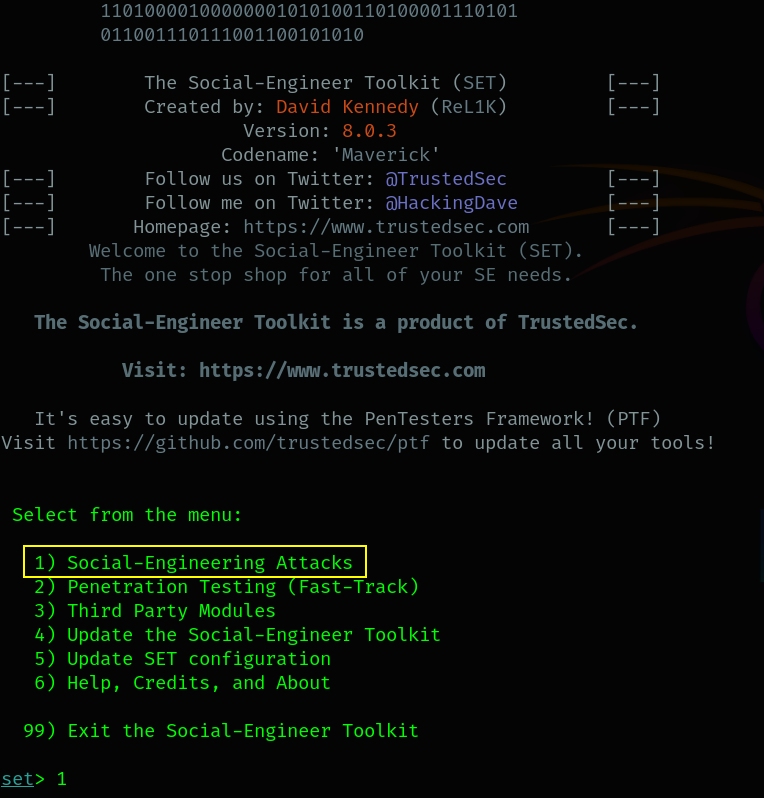 11010000100000001010100110100001110101
011001110111001100101010
[---] The Social-Engineer Toolkit (SET) [---]
[---] Created by: David Kennedy (ReL1K) [---]
Version: 8.0.3
Codename: 'Maverick'
[---] Follow us on Twitter: @TrustedSec [---]
[---] Follow me on Twitter: @HackingDave [---]
[---] Homepage: https://www.trustedsec.com [---]
Welcome to the Social-Engineer Toolkit (SET).
The one stop shop for all of your SE needs.
The Social-Engineer Toolkit is a product of TrustedSec.
Visit: https://www.trustedsec.com
It's easy to update using the PenTesters Framework! (PTF)
Visit https://github.com/trustedsec/ptf to update all your tools!
Select from the menu:
1) Social-Engineering Attacks
2) Penetration Testing (Fast-Track)
3) Third Party Modules
4) Update the Social-Engineer Toolkit
5) Update SET configuration
6) Help, Credits, and About
99) Exit the Social-Engineer Toolkit
set> 1